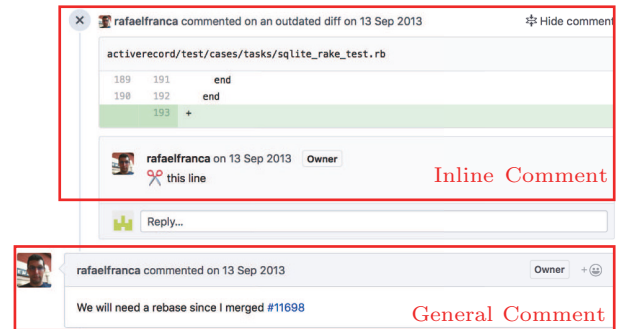 rafaelfranca commented on an outdated diff on 13 Sep 2013 Hide comment
activerecord/test/cases/tasks/sqlite_rake_test.rb
189 191 end
190 192 end
193 +
rafaelfranca on 13 Sep 2013 Owner
this line
Inline Comment
Reply...
rafaelfranca commented on 13 Sep 2013 Owner +
We will need a rebase since I merged #11698
General Comment